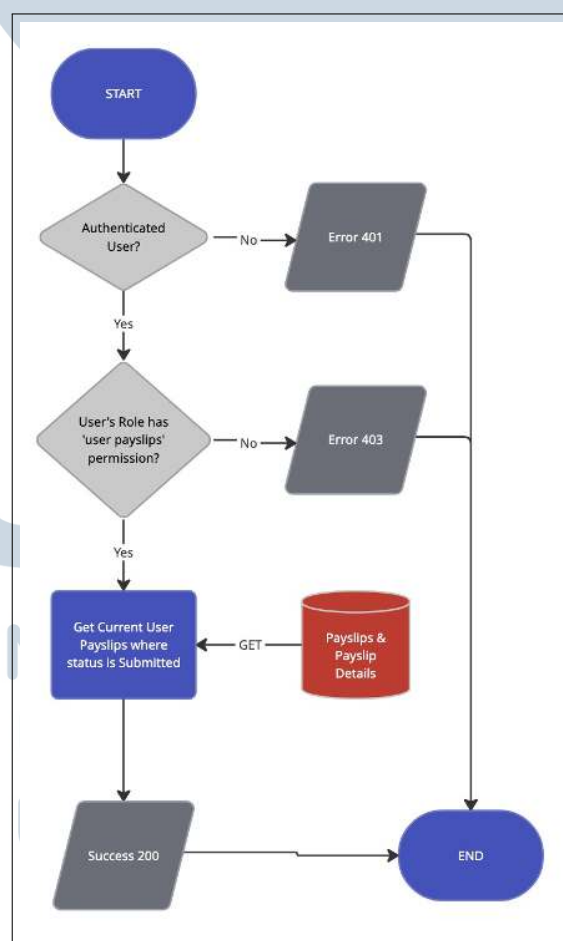 START
Authenticated
User?
No
Error 401
Yes
User's Role has
'user payslips'
permission?
No
Error 403
Yes
Get Current User
Payslips where
status is Submitted
GET
Payslips &
Payslip
Details
Success 200
END